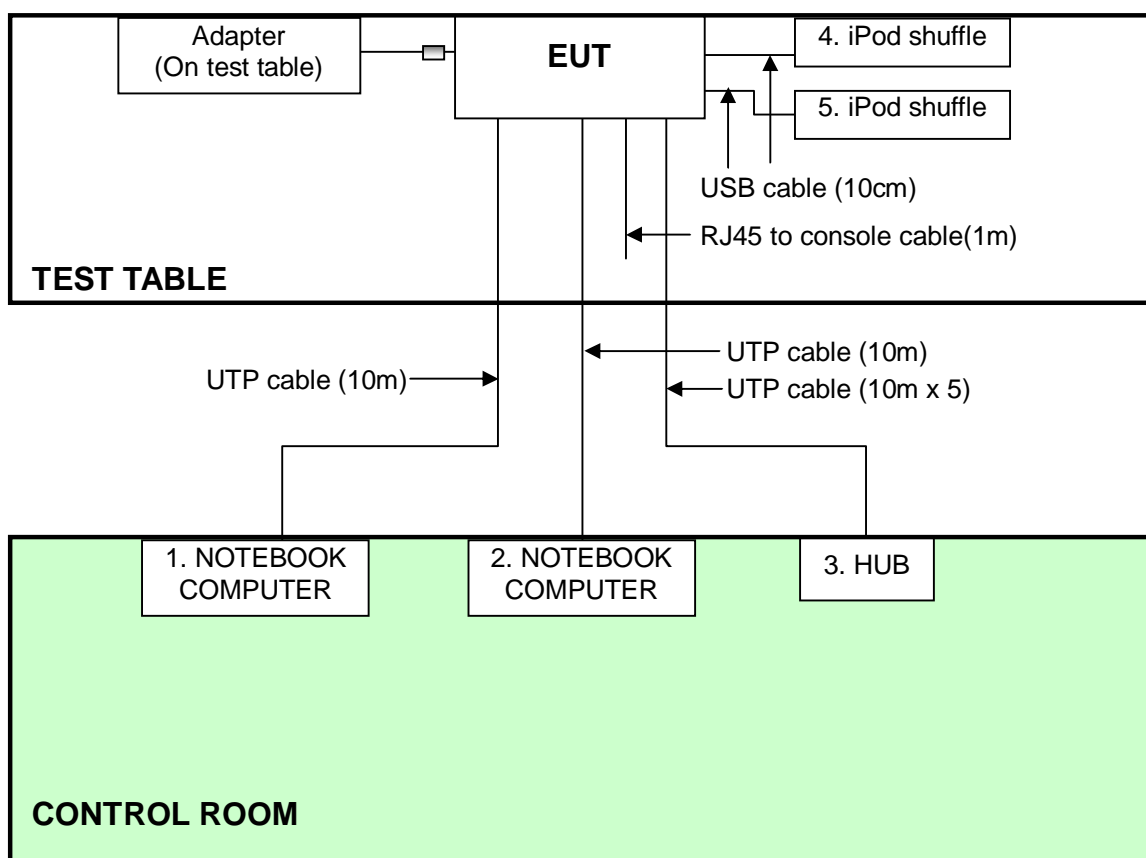 Adapter
(On test table)
EUT
4. iPod shuffle
5. iPod shuffle
USB cable (10cm)
RJ45 to console cable(1m)
TEST TABLE
UTP cable (10m)
UTP cable (10m)
UTP cable (10m x 5)
1. NOTEBOOK
COMPUTER
2. NOTEBOOK
COMPUTER
3. HUB
CONTROL ROOM